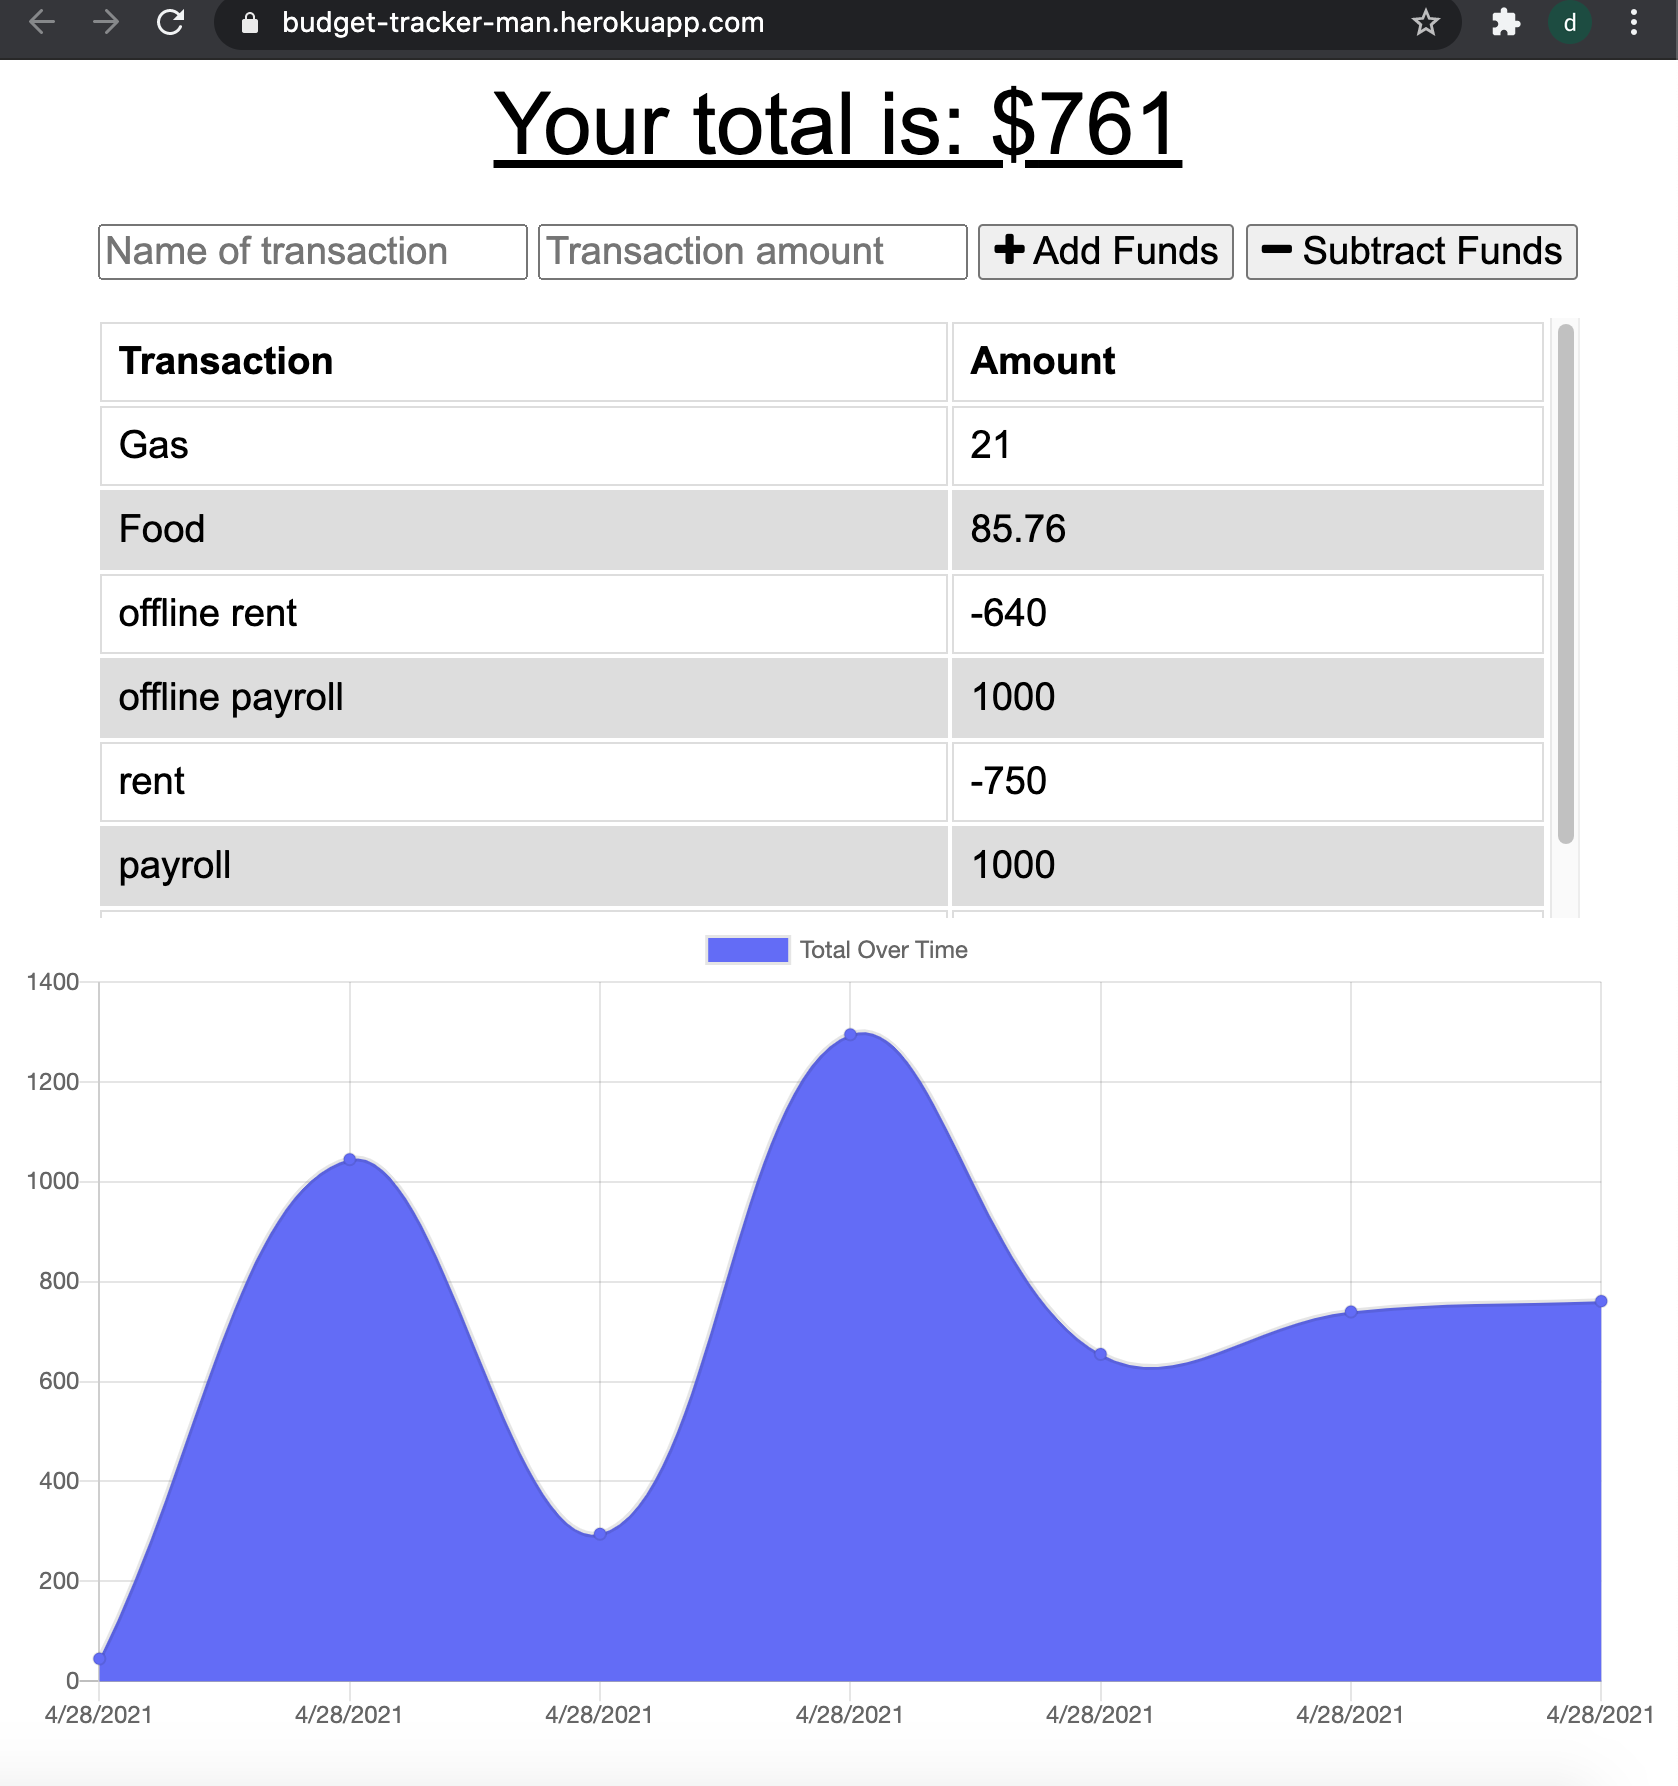 budget-tracker-man.herokuapp.com
d
Your total is: $761
Name of transaction Transaction amount Add Funds Subtract Funds
Transaction Amount
Gas 21
Food 85.76
offline rent -640
offline payroll 1000
rent -750
payroll 1000
Total Over Time
1400
1200
1000
800
600
400
200
0
4/28/2021 4/28/2021 4/28/2021 4/28/2021 4/28/2021 4/28/2021 4/28/2021